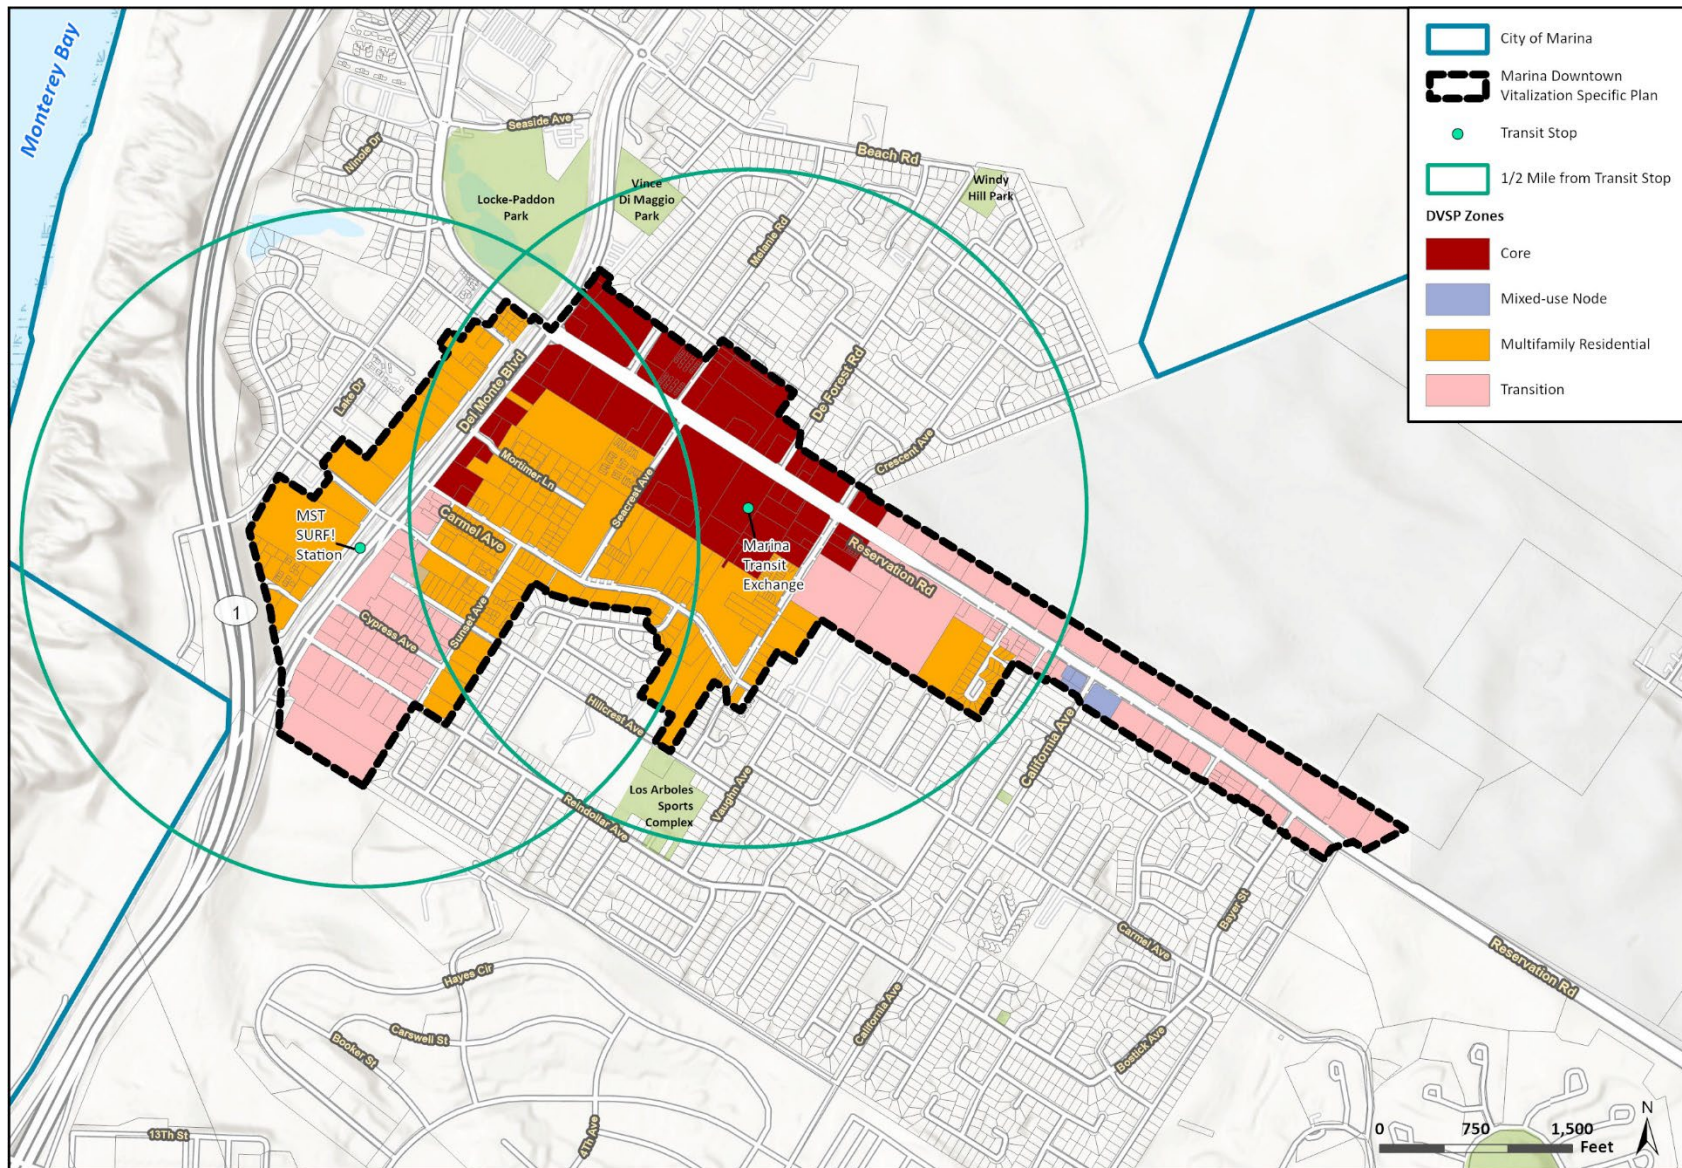 Monterey Bay
City of Marina
Marina Downtown
Vitalization Specific Plan
Transit Stop
1/2 Mile from Transit Stop
DVSP Zones
Core
Mixed-use Node
Multifamily Residential
Transition
Seaside Ave
Ninole Dr
Beach Rd
Locke-Paddon
Park
Vince
Di Maggio
Park
Windy
Hill Park
Melanie Rd
De Forest Rd
Lake Dr
Del Monte Blvd
Crescent Ave
Mortimer Ln
Seacrest Ave
MST
SURF!
Station
Carmel Ave
Marina
Transit
Exchange
Reservation Rd
1
Cypress Ave
Sunset Ave
Hillcrest Ave
California Ave
Los Arboles
Sports
Complex
Vaughn Ave
Reindollar Ave
Bayer St
Carmel Ave
Reservation Rd
Hayes Cir
Carswell St
Booker St
California Ave
Bostick Ave
13Th St
4Th Ave
N
0 750 1,500
Feet